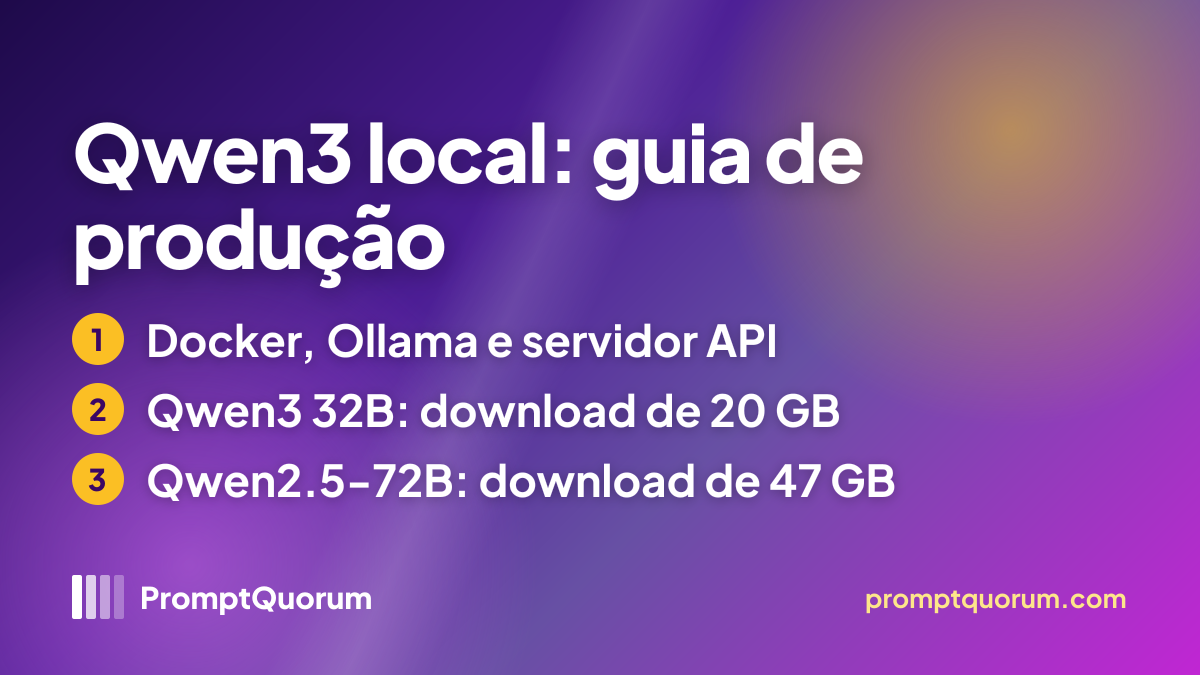 Qwen3 local: guia de
produção
1 Docker, Ollama e servidor API
2 Qwen3 32B: download de 20 GB
3 Qwen2.5-72B: download de 47 GB
PromptQuorum
promptquorum.com